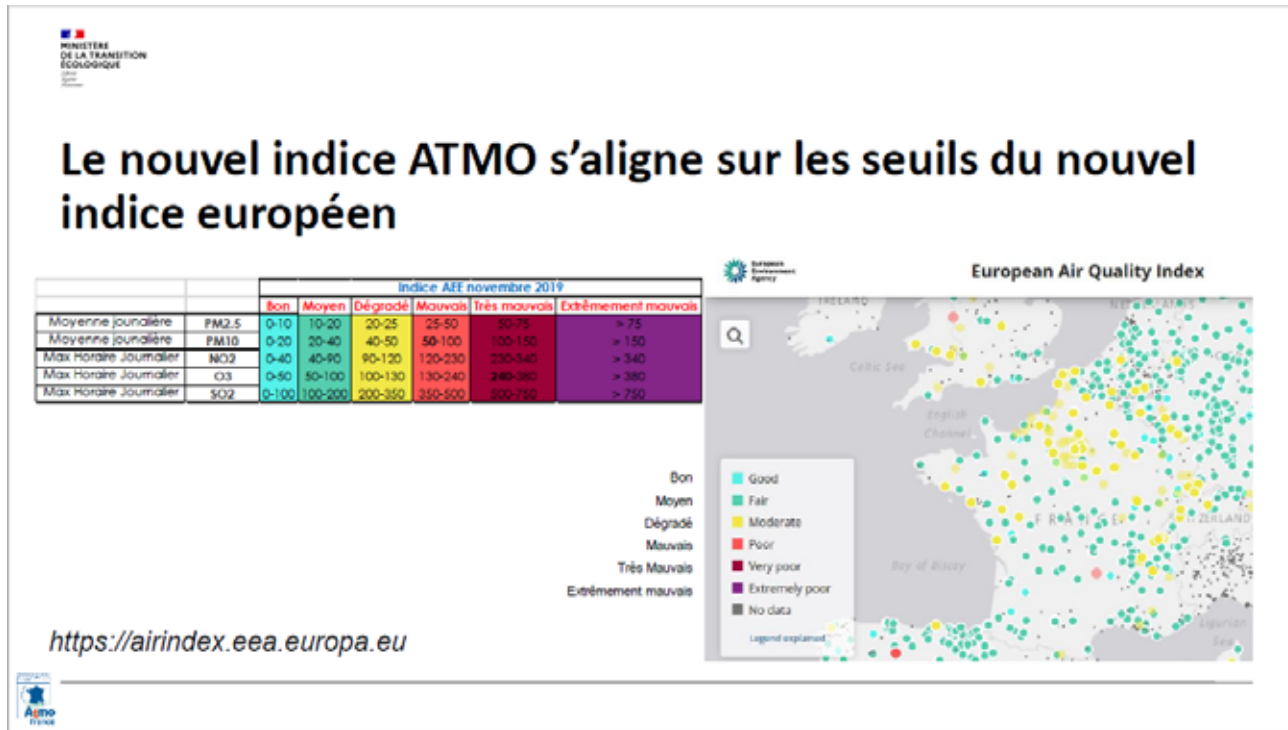 MINISTÈRE
DE LA TRANSITION
ÉCOLOGIQUE
Le nouvel indice ATMO s’aligne sur les seuils du nouvel
indice européen
Indice AEE novembre 2019
Bon Moyen Dégradé Mauvais Très mauvais Extrêmement mauvais
Moyenne jounalière PM2.5 0-10 10-20 20-25 25-50 50-75 > 75
Moyenne jounalière PM10 0-20 20-40 40-50 50-100 100-150 > 150
Max Horaire Journalier NO2 0-40 40-90 90-120 120-230 230-340 > 340
Max Horaire Journalier O3 0-50 50-100 100-130 130-240 240-380 > 380
Max Horaire Journalier SO2 0-100 100-200 200-350 350-500 500-750 > 750
European
Environment
Agency
European Air Quality Index
IRELAND
NETHERLANDS
Celtic Sea
English
Channel
FRANCE
Bay of Biscay
Ligurian
Sea
Bon
Moyen
Dégradé
Mauvais
Très Mauvais
Extrêmement mauvais
Good
Fair
Moderate
Poor
Very poor
Extremely poor
No data
Legend explained
https://airindex.eea.europa.eu
Atmo
France